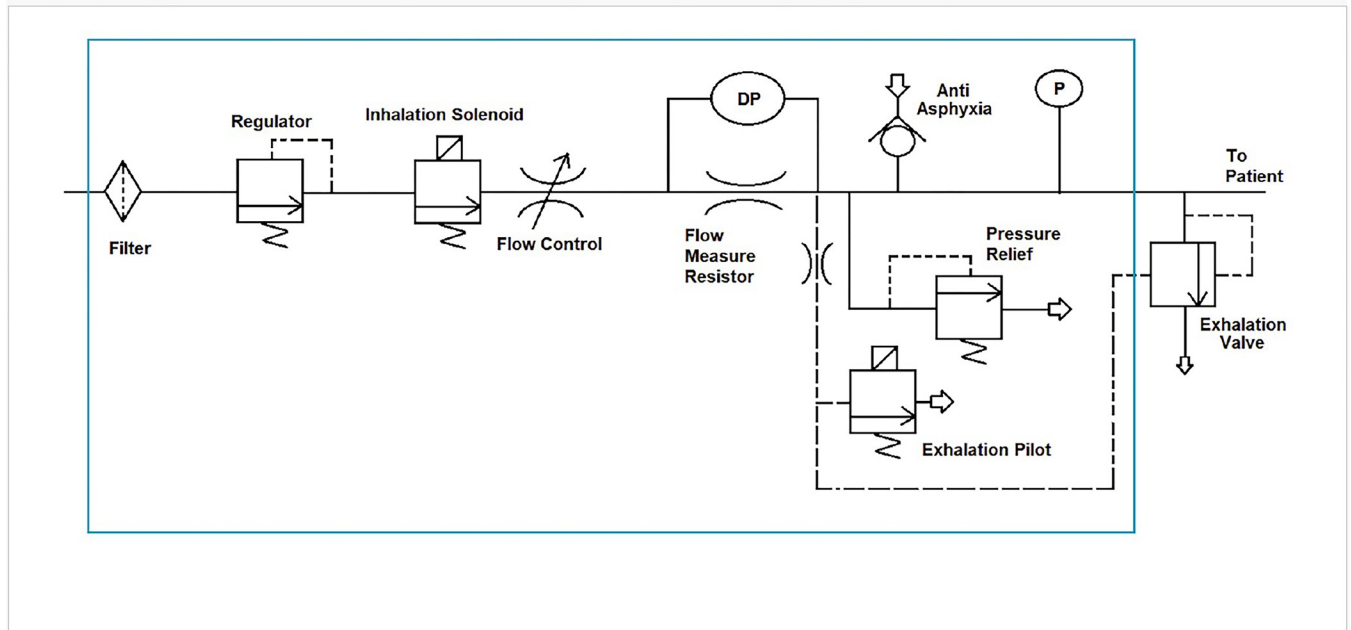 DP
P
Anti
Asphyxia
Inhalation Solenoid
Regulator
To
Patient
Flow Control
Filter
Flow
Measure
Resistor
Pressure
Relief
Exhalation
Valve
Exhalation Pilot